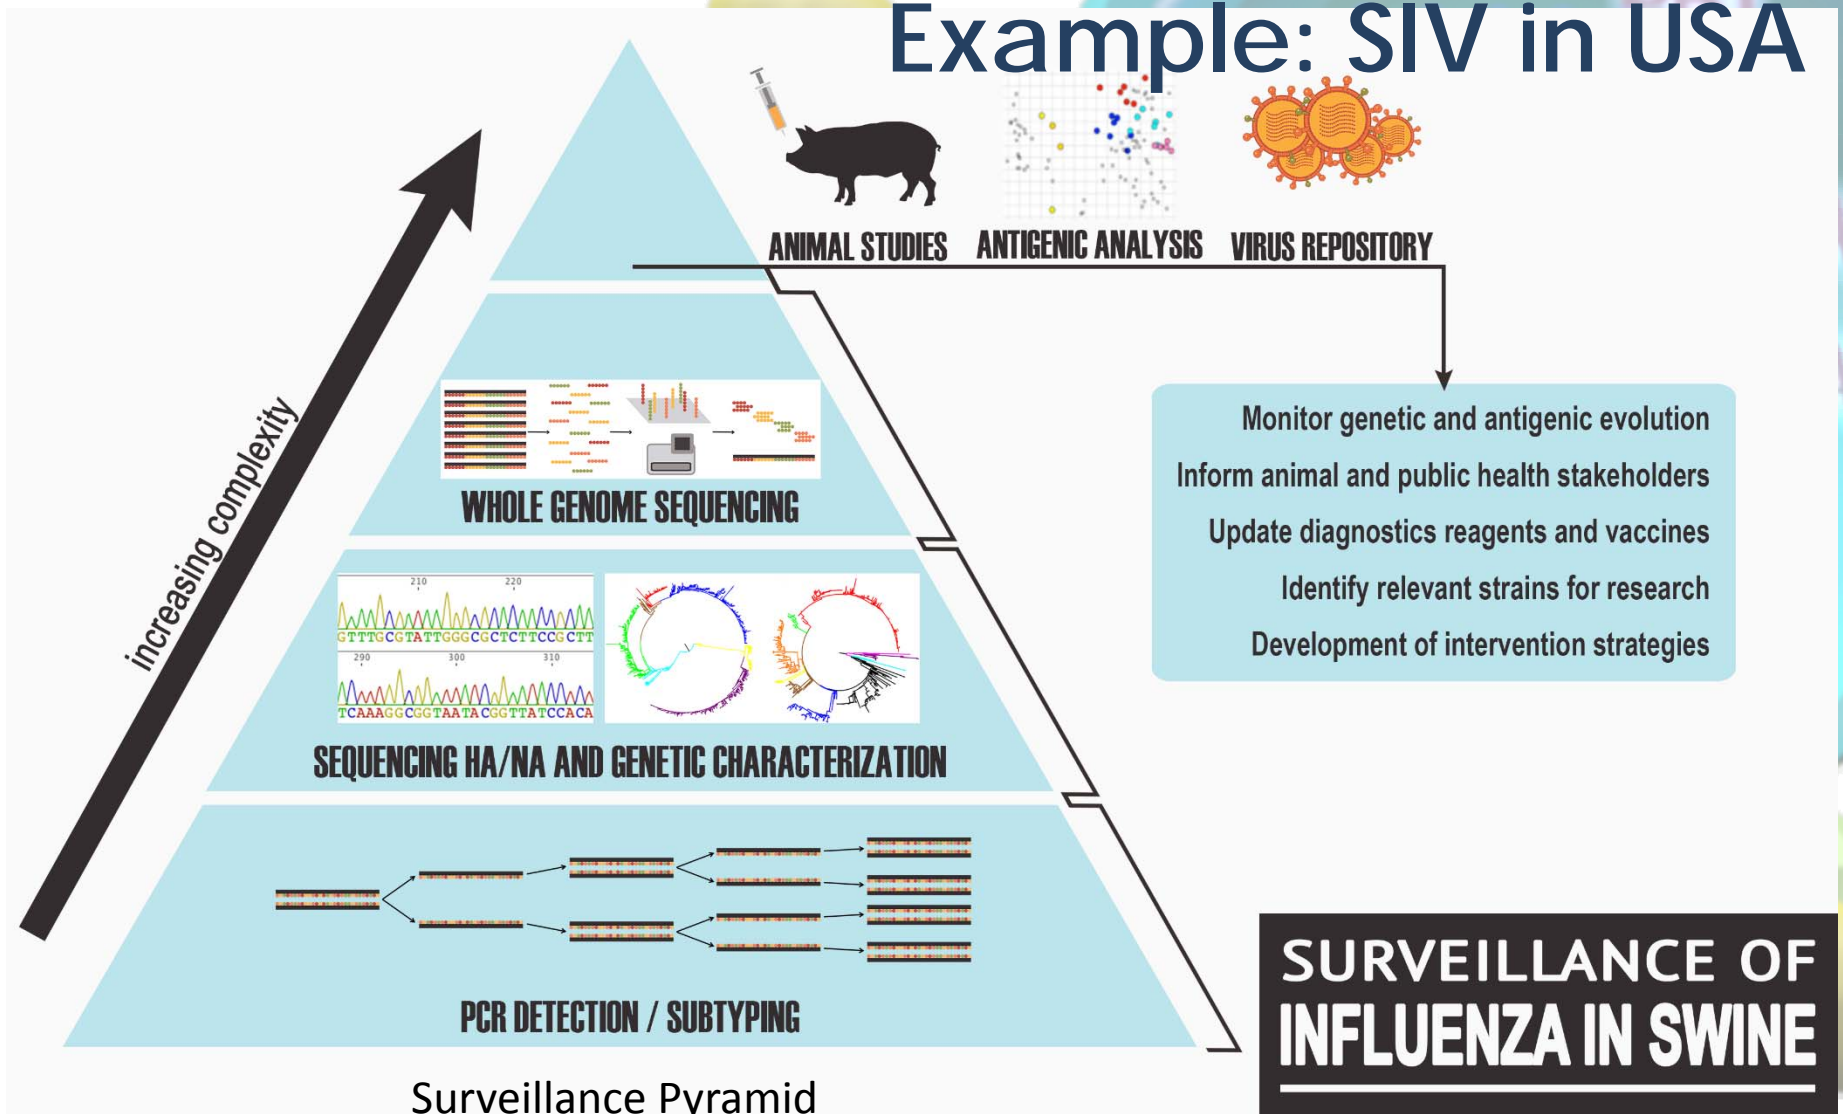 Example: SIV in USA
ANIMAL STUDIES
ANTIGENIC ANALYSIS
VIRUS REPOSITORY
increasing complexity
Monitor genetic and antigenic evolution
Inform animal and public health stakeholders
Update diagnostics reagents and vaccines
Identify relevant strains for research
Development of intervention strategies
WHOLE GENOME SEQUENCING
210 220
GTTTGCGTATTGGGCGCTCTTCCGCTT
290 300 310
TCAAAGGCGGTAATACGGTTATCCACA
SEQUENCING HA/NA AND GENETIC CHARACTERIZATION
PCR DETECTION / SUBTYPING
SURVEILLANCE OF
INFLUENZA IN SWINE
Surveillance Pyramid